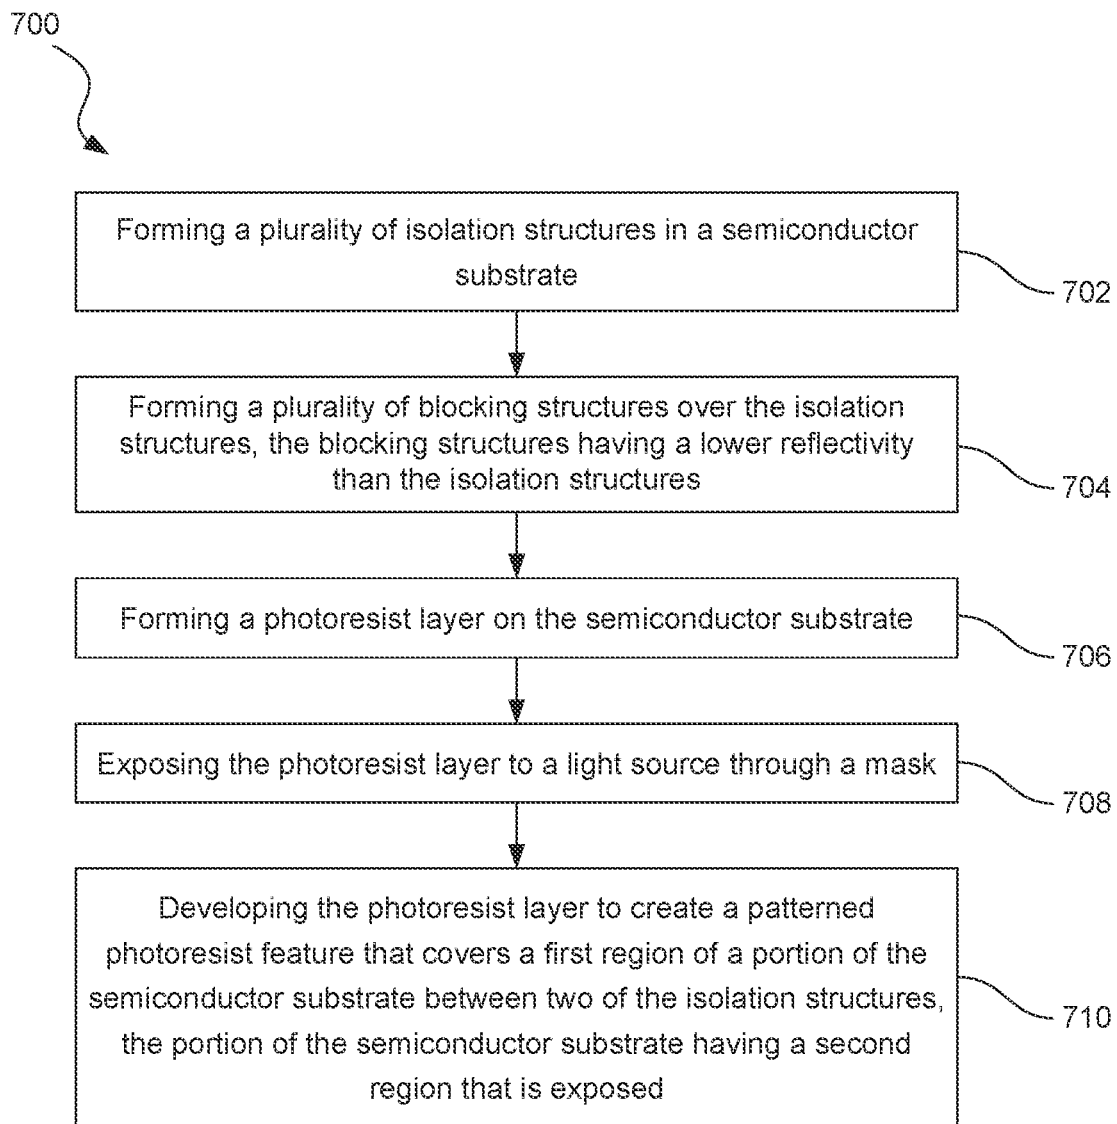 700
Forming a plurality of isolation structures in a semiconductor
substrate
702
Forming a plurality of blocking structures over the isolation
structures, the blocking structures having a lower reflectivity
than the isolation structures
704
Forming a photoresist layer on the semiconductor substrate
706
Exposing the photoresist layer to a light source through a mask
708
Developing the photoresist layer to create a patterned
photoresist feature that covers a first region of a portion of the
semiconductor substrate between two of the isolation structures,
the portion of the semiconductor substrate having a second
region that is exposed
710